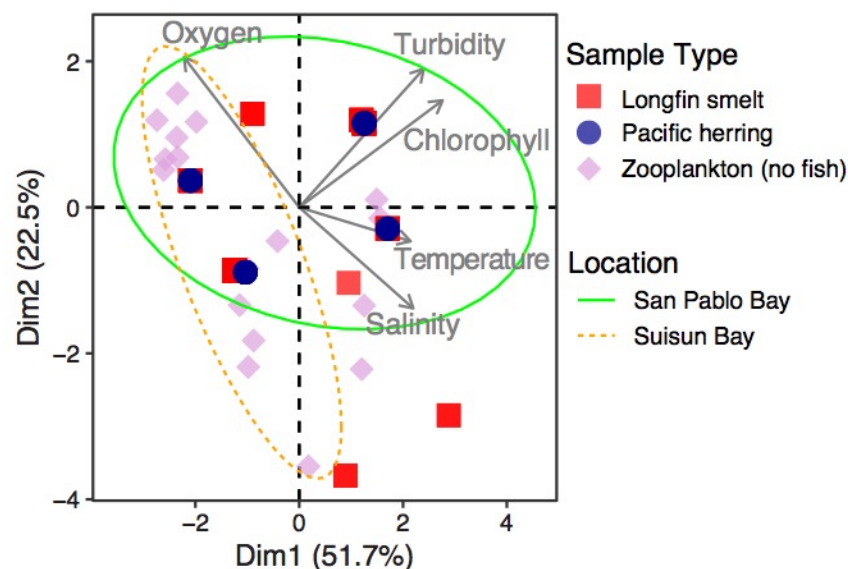 Oxygen
Turbidity
Chlorophyll
Temperature
Salinity
2
0
−2
−4
−2
0
2
4
Dim1 (51.7%)
Dim2 (22.5%)
Sample Type
Longfin smelt
Pacific herring
Zooplankton (no fish)
Location
San Pablo Bay
Suisun Bay